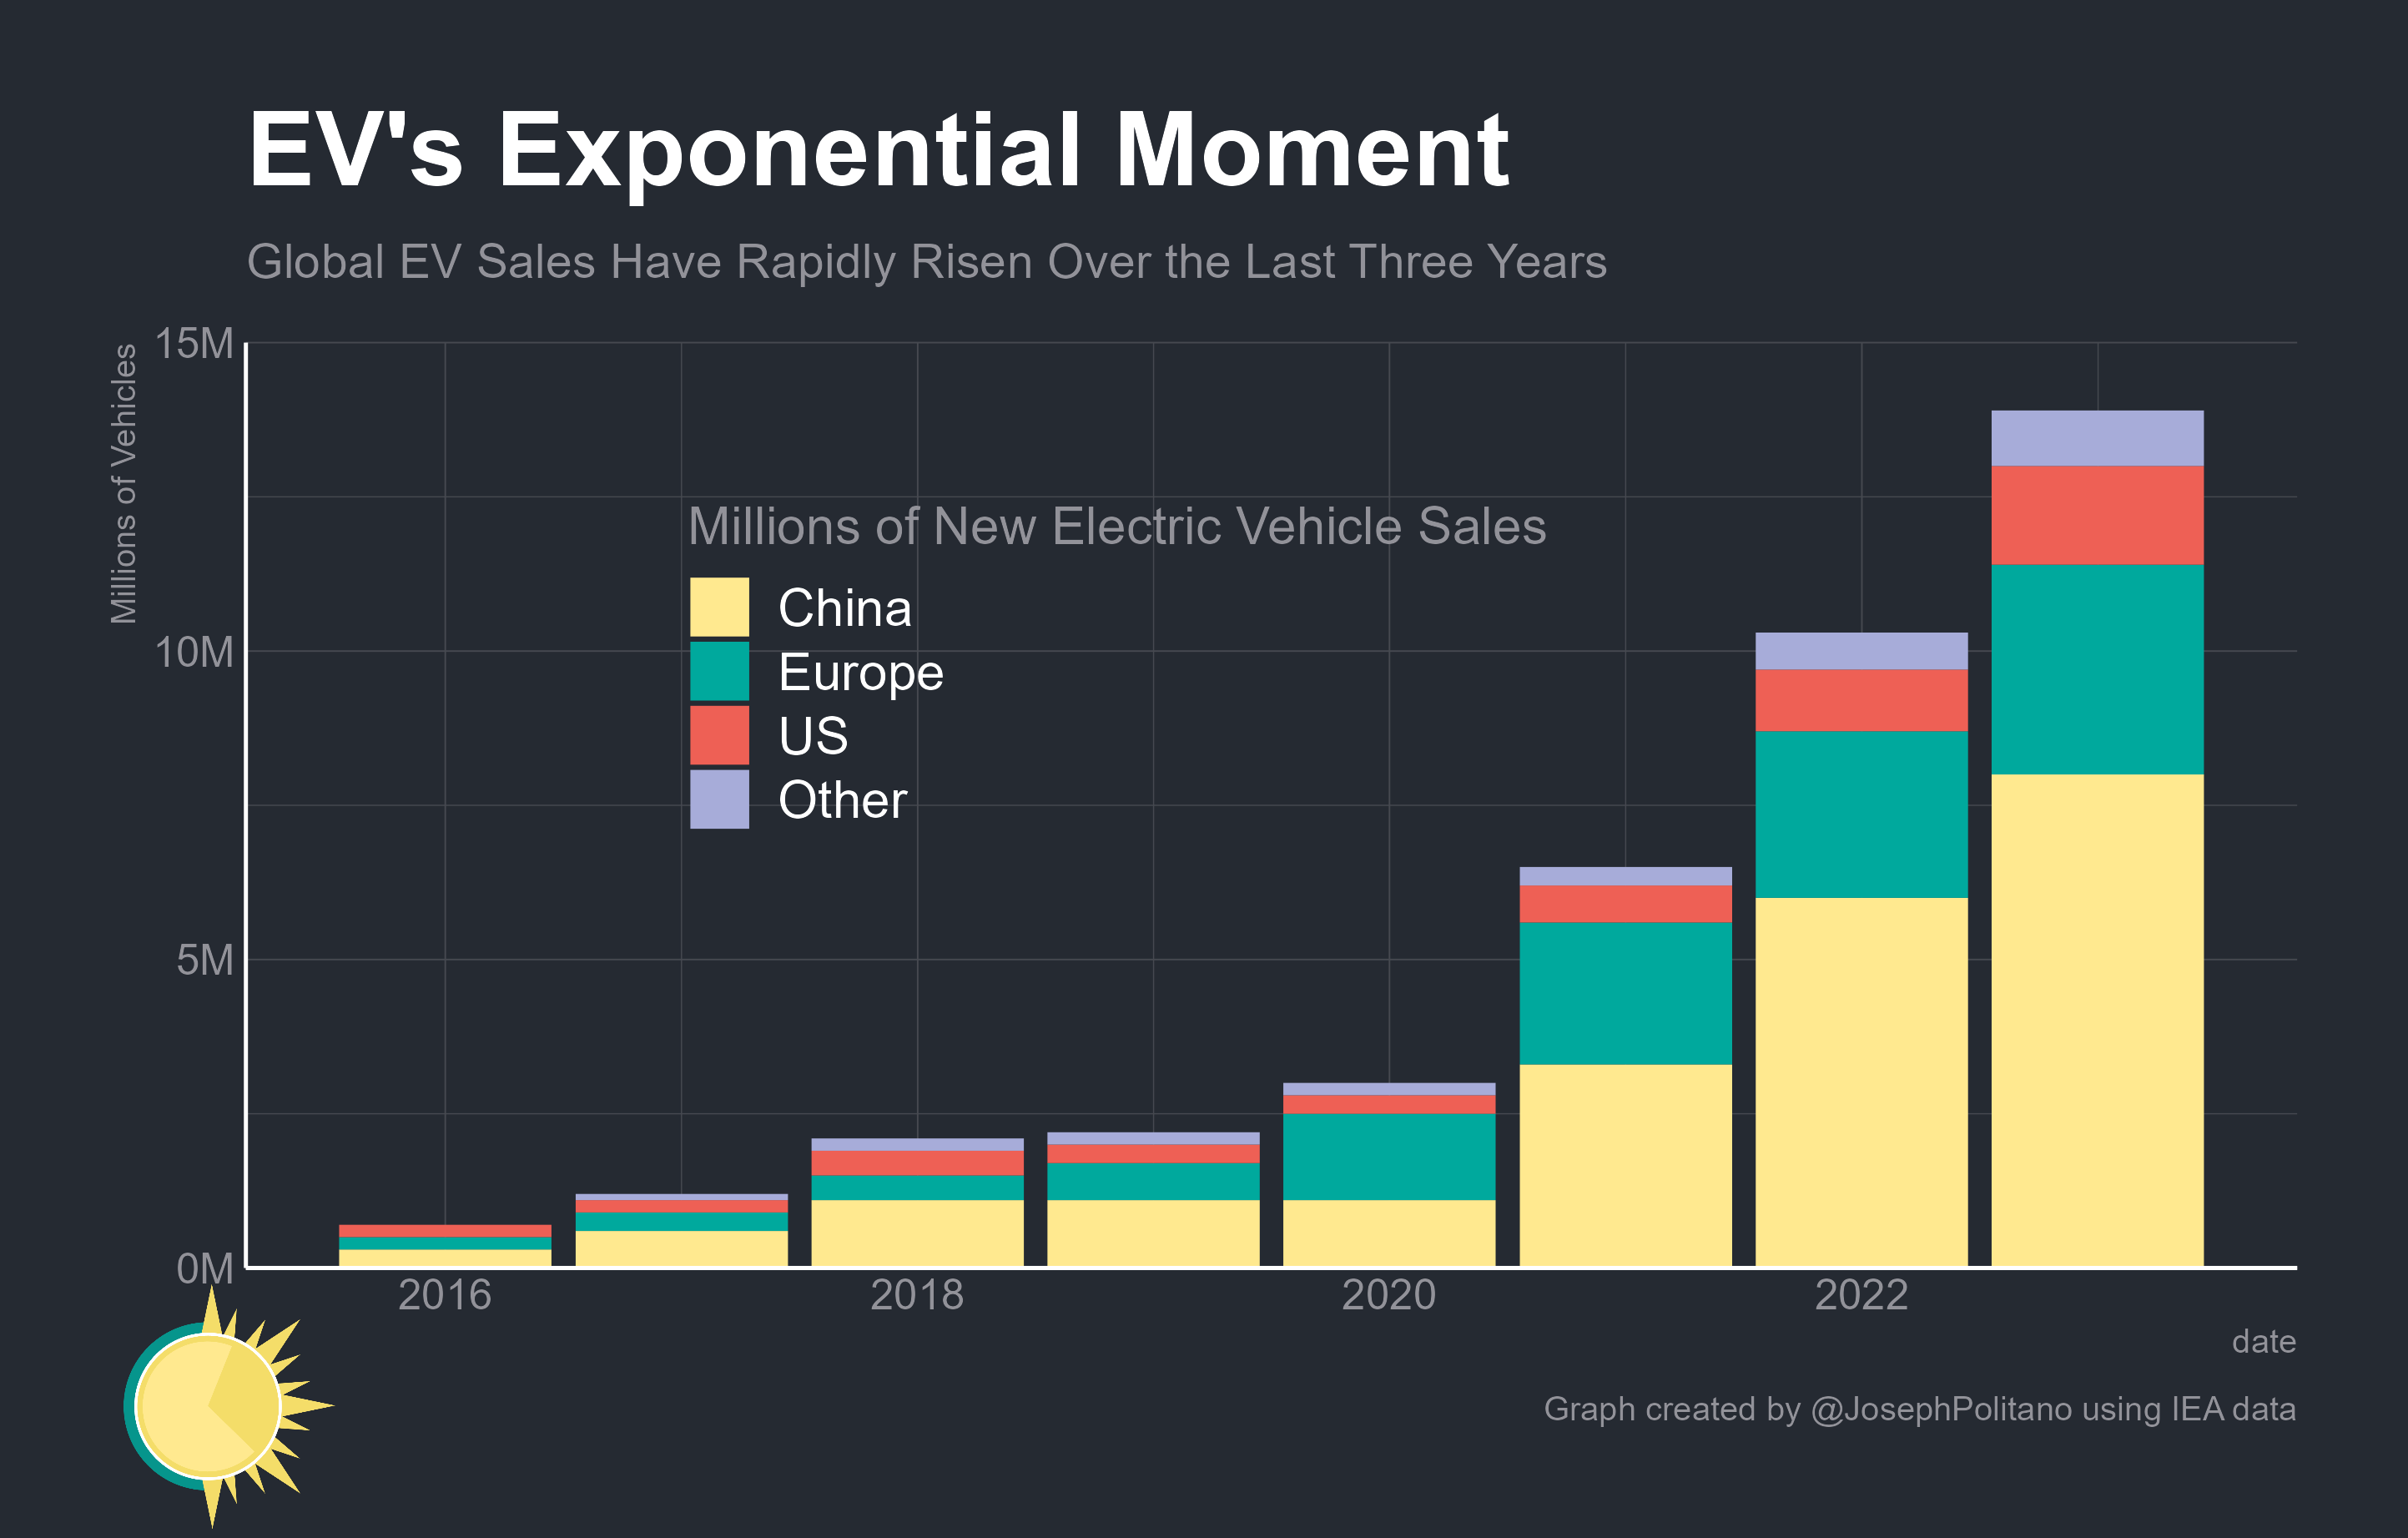 EV's Exponential Moment
Global EV Sales Have Rapidly Risen Over the Last Three Years
Millions of Vehicles
15M
10M
5M
0M
Millions of New Electric Vehicle Sales
China
Europe
US
Other
2016
2018
2020
2022
date
Graph created by @JosephPolitano using IEA data